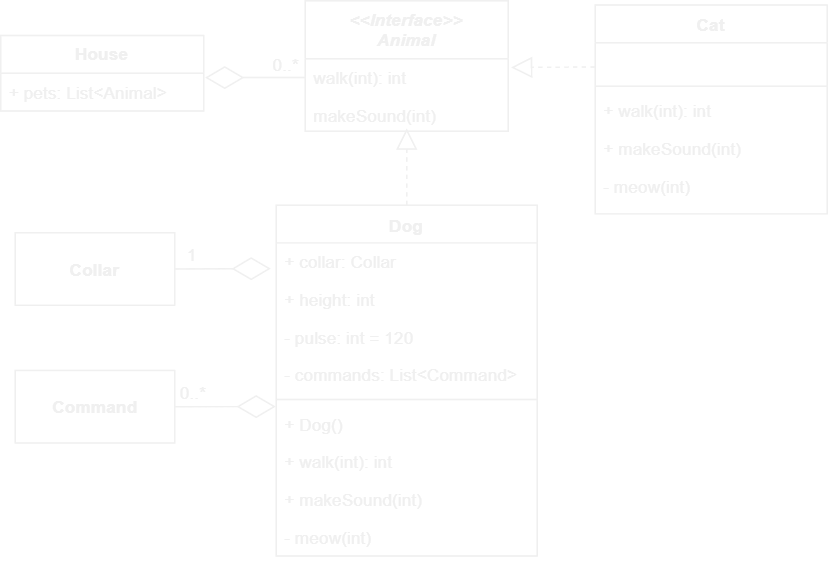 <<Interface>>
Animal
walk(int): int
makeSound(int)
House
+ pets: List<Animal>
0..*
Cat
+ walk(int): int
+ makeSound(int)
- meow(int)
Dog
+ collar: Collar
+ height: int
- pulse: int = 120
- commands: List<Command>
+ Dog()
+ walk(int): int
+ makeSound(int)
- meow(int)
Collar
1
Command
0..*